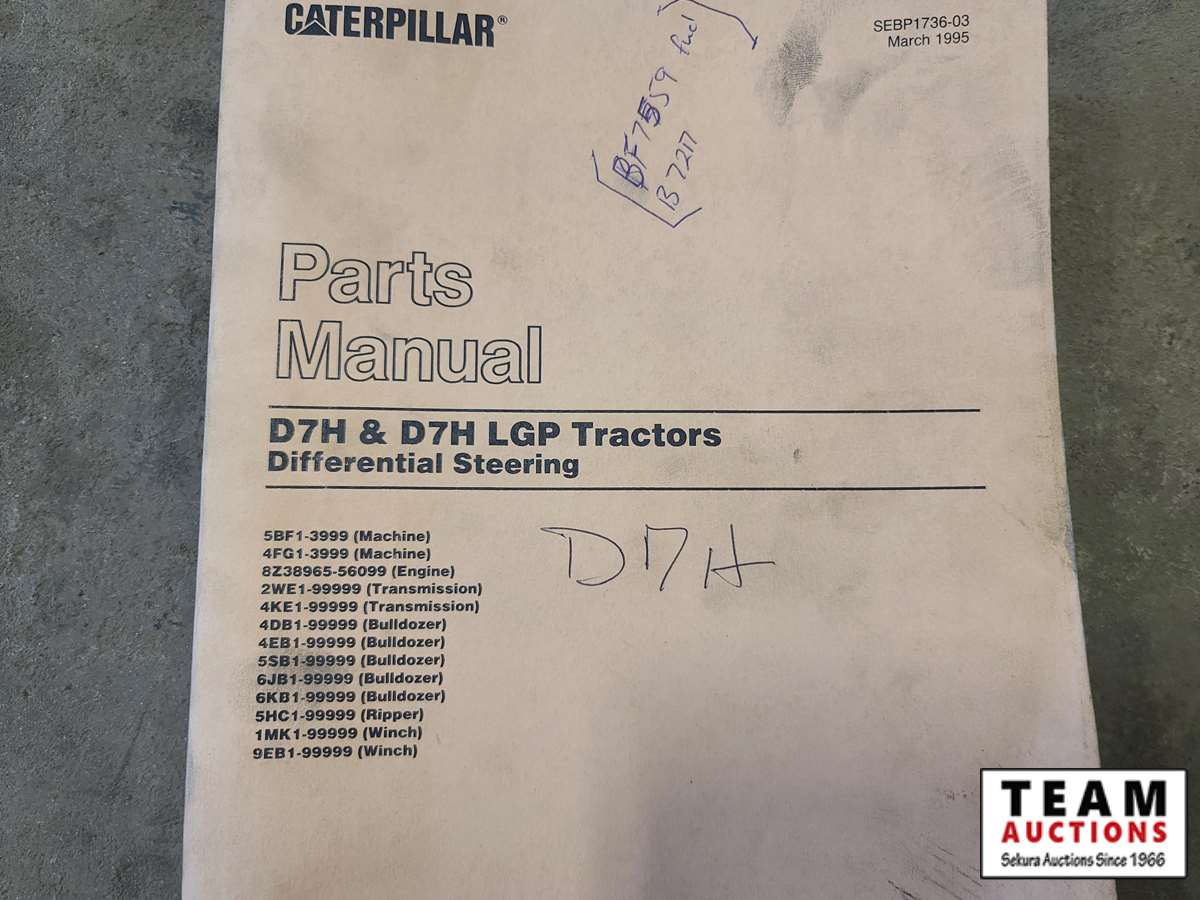 CATERPILLAR®
SEBP1736-03
March 1995
BF7559 fuel
B7217
Parts
Manual
D7H & D7H LGP Tractors
Differential Steering
D7H
5BF1-3999 (Machine)
4FG1-3999 (Machine)
8Z38965-56099 (Engine)
2WE1-99999 (Transmission)
4KE1-99999 (Transmission)
4DB1-99999 (Bulldozer)
4EB1-99999 (Bulldozer)
5SB1-99999 (Bulldozer)
6JB1-99999 (Bulldozer)
6KB1-99999 (Bulldozer)
5HC1-99999 (Ripper)
1MK1-99999 (Winch)
9EB1-99999 (Winch)
TEAM
AUCTIONS
Sekura Auctions Since 1966